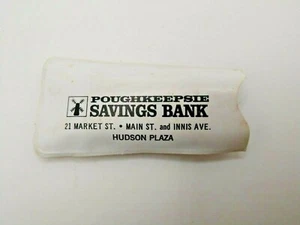 POUGHKEEPSIE
SAVINGS BANK
21 MARKET ST. • MAIN ST. and INNIS AVE.
HUDSON PLAZA